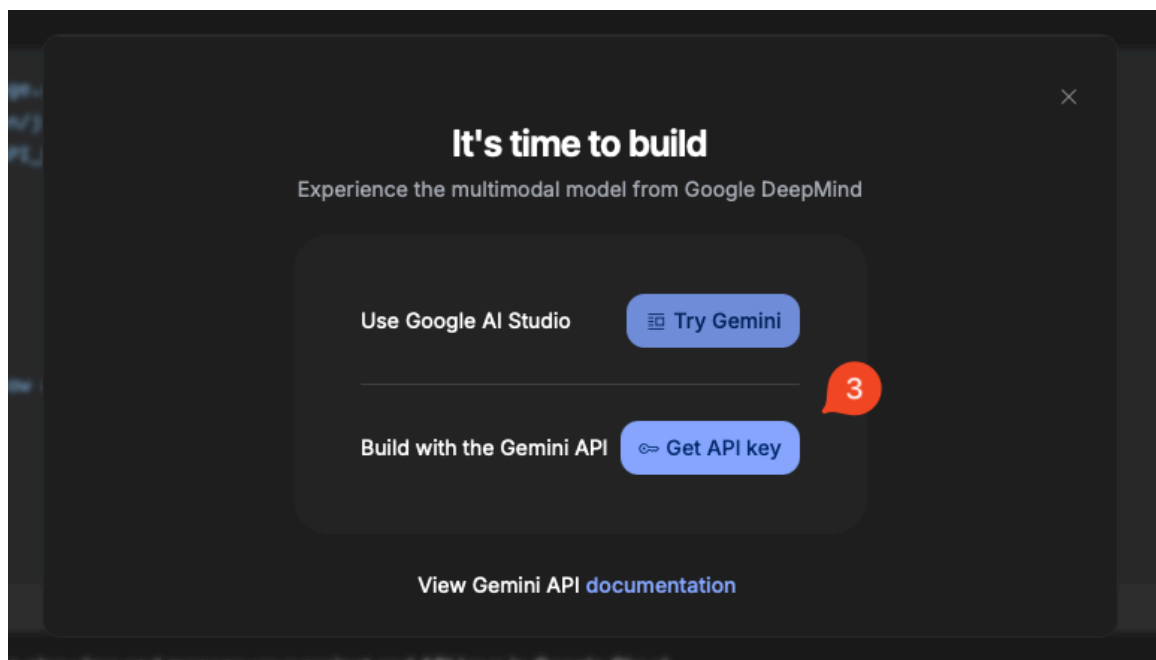 It's time to build
Experience the multimodal model from Google DeepMind
Use Google AI Studio
Try Gemini
3
Build with the Gemini API
Get API key
View Gemini API documentation